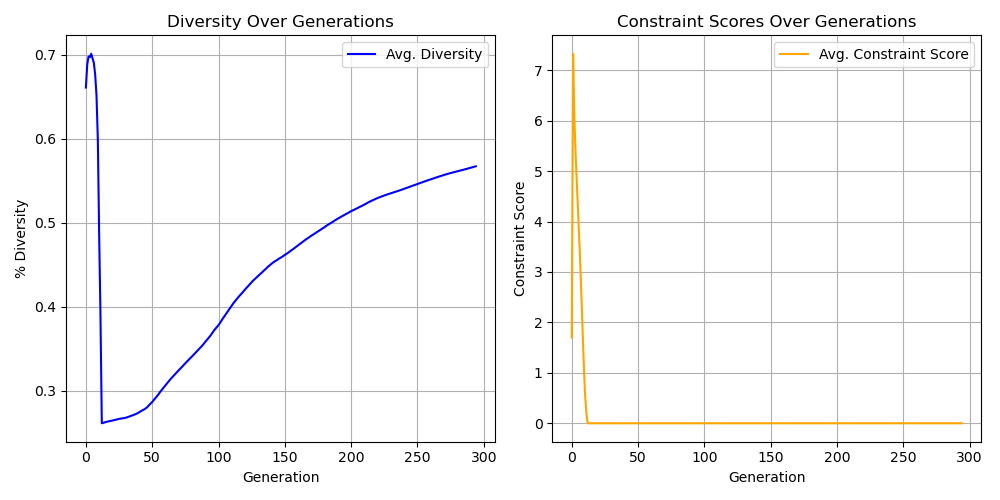 Diversity Over Generations
Avg. Diversity
% Diversity
0.7
0.6
0.5
0.4
0.3
0 50 100 150 200 250 300
Generation
Constraint Scores Over Generations
Avg. Constraint Score
Constraint Score
7
6
5
4
3
2
1
0
0 50 100 150 200 250 300
Generation